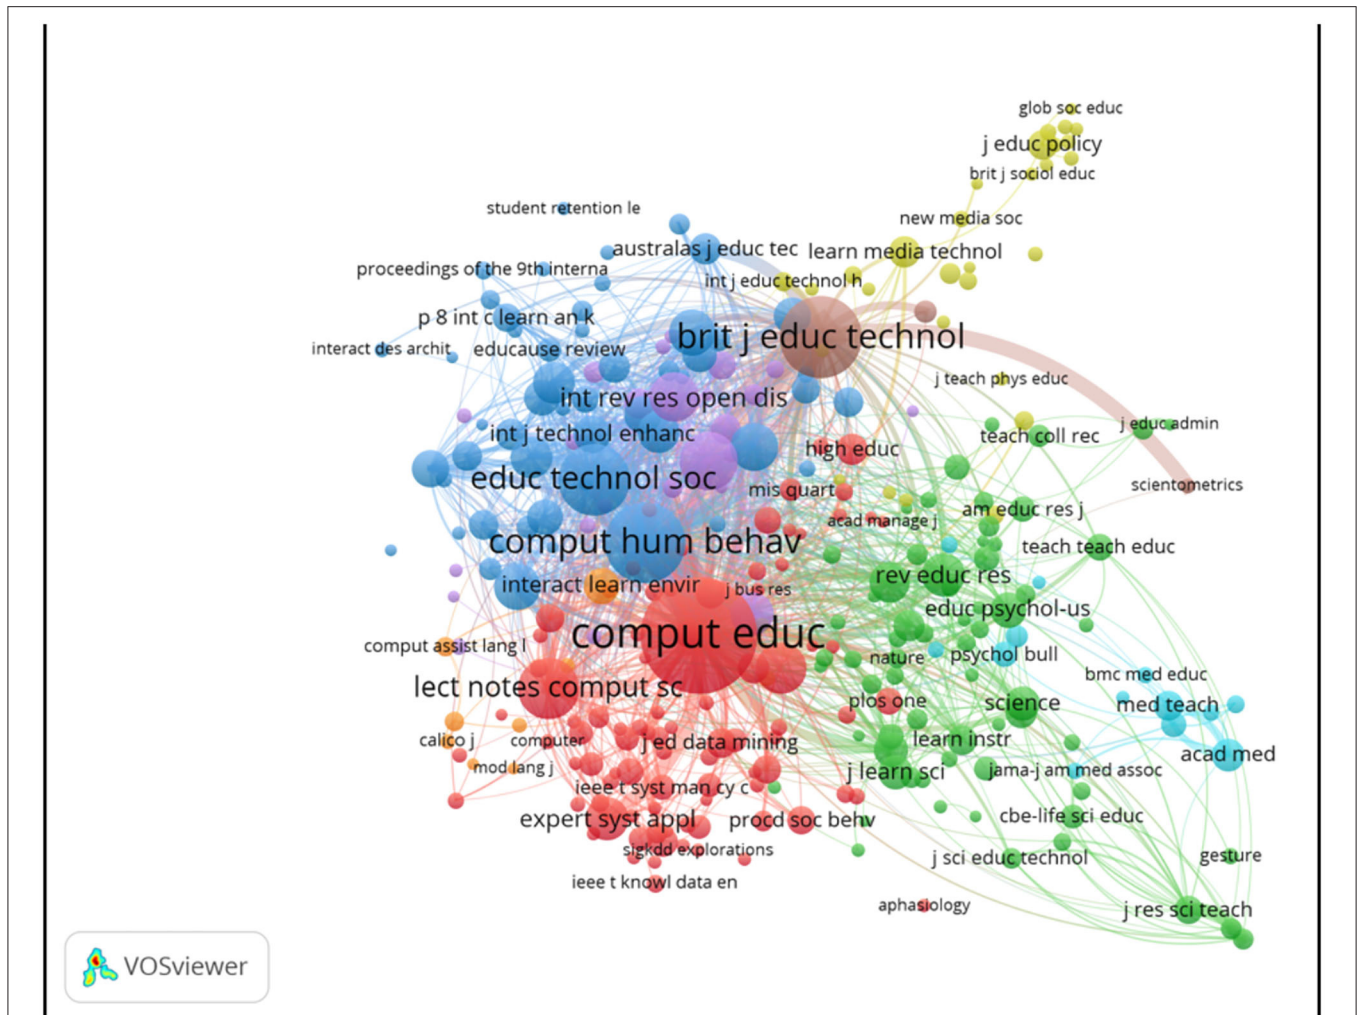 glob soc educ
j educ policy
brit j sociol educ
student retention le
new media soc
australas j educ tec
learn media technol
proceedings of the 9th interna
int j educ technol h
p 8 int c learn an k
brit j educ technol
interact des archit
educause review
j teach phys educ
int rev res open dis
int j technol enhanc
high educ
teach coll rec
j educ admin
educ technol soc
mis quart
scientometrics
acad manage j
am educ res j
comput hum behav
teach teach educ
interact learn envir
j bus res
rev educ res
educ psychol-us
comput educ
comput assist lang l
nature
psychol bull
bmc med educ
lect notes comput sc
plos one
science
med teach
calico j
computer
j ed data mining
learn instr
acad med
mod lang j
j learn sci
jama-j am med assoc
ieee t syst man cy c
expert syst appl
procd soc behv
cbe-life sci educ
sigkdd explorations
j sci educ technol
gesture
ieee t knowl data en
aphasiology
j res sci teach
VOSviewer